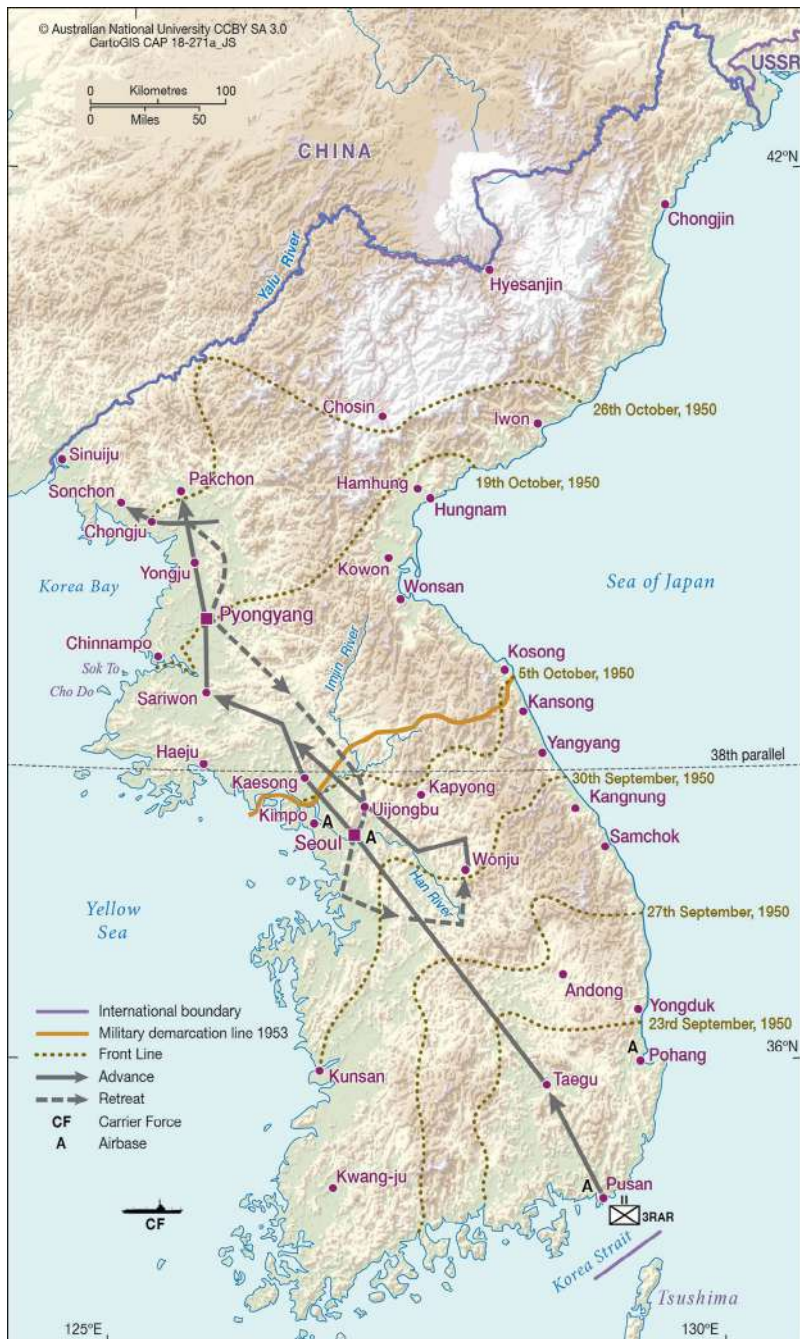 © Australian National University CCBY SA 3.0
CartoGIS CAP 18-271a_JS
0 Kilometres 100
0 Miles 50
USSR
CHINA
42°N
Chongjin
Yalu River
Hyesanjin
Chosin
Iwon
26th October, 1950
Sinuiju
Sonchon
Pakchon
Hamhung
19th October, 1950
Hungnam
Chongju
Yongju
Kowon
Korea Bay
Wonsan
Sea of Japan
Pyongyang
Chinnampo
Imjin River
Kosong
Sok To
5th October, 1950
Cho Do
Sariwon
Kansong
Haeju
Yangyang
38th parallel
Kaesong
30th September, 1950
Kapyong
Kangnung
Kimpo
A
Uijongbu
Seoul
A
Samchok
Wonju
Han River
Yellow
Sea
27th September, 1950
Andong
Yongduk
23rd September, 1950
International boundary
Military demarcation line 1953
Front Line
Advance
Retreat
CF Carrier Force
A Airbase
A
36°N
Pohang
Kunsan
Taegu
Kwang-ju
A
Pusan
II
3RAR
CF
Korea Strait
Tsushima
125°E
130°E